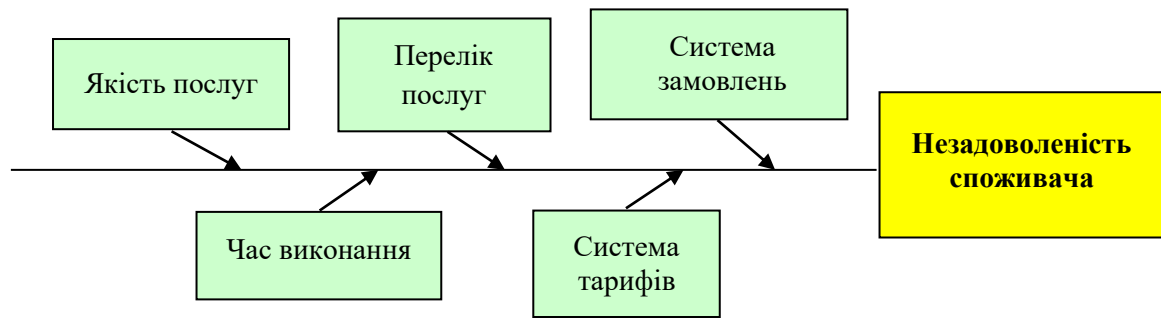 Якість послуг
Перелік
послуг
Система
замовлень
Незадоволеність
споживача
Час виконання
Система
тарифів